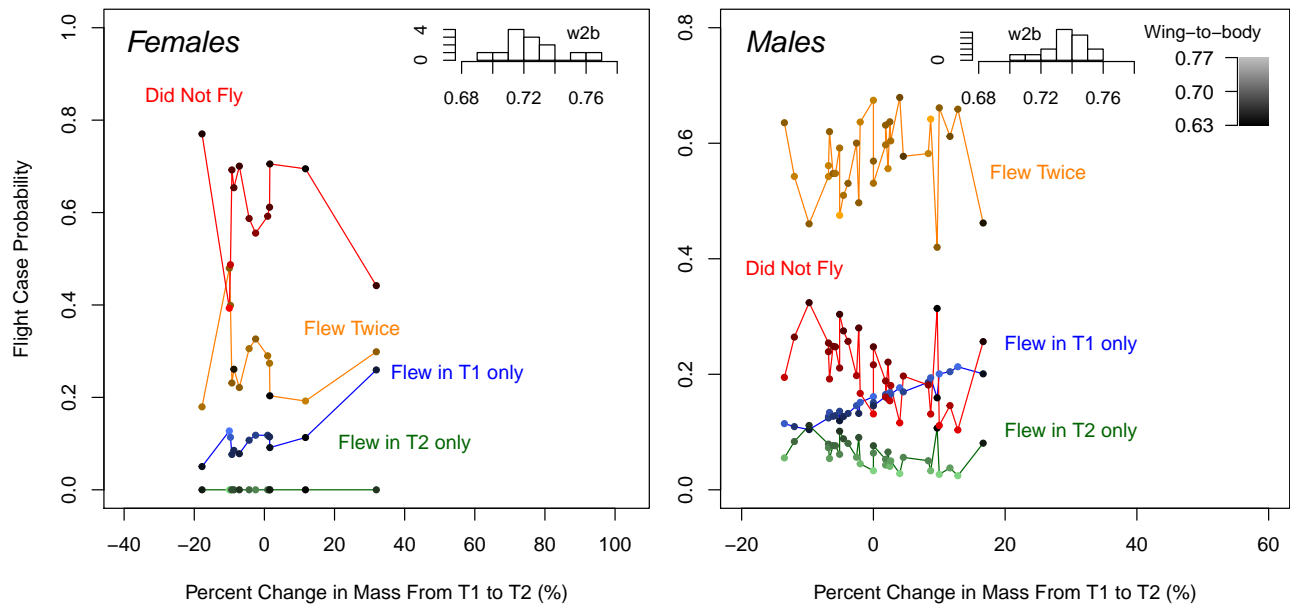 Females
w2b
4
0
0.68 0.72 0.76
Did Not Fly
Flew Twice
Flew in T1 only
Flew in T2 only
1.0
0.8
0.6
0.4
0.2
0.0
Flight Case Probability
−40 −20 0 20 40 60 80 100
Percent Change in Mass From T1 to T2 (%)
Males
w2b
0
0.68 0.72 0.76
Wing−to−body
0.77
0.70
0.63
Flew Twice
Did Not Fly
Flew in T1 only
Flew in T2 only
0.8
0.6
0.4
0.2
0.0
−20 0 20 40 60
Percent Change in Mass From T1 to T2 (%)